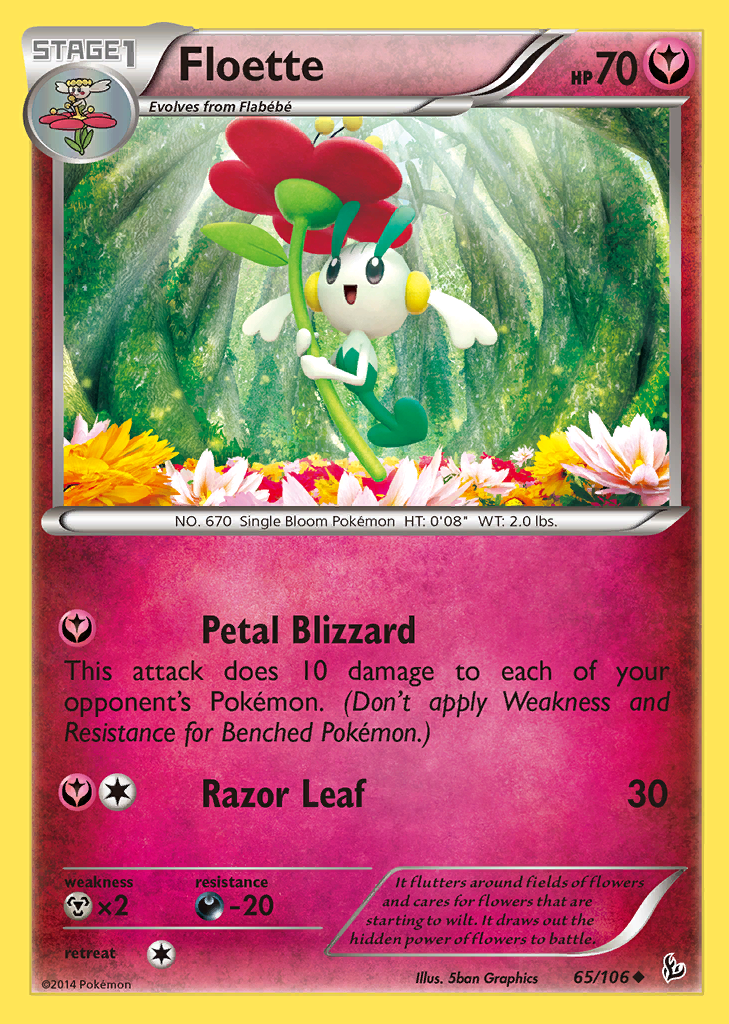 STAGE1
Floette
HP 70
Evolves from Flabébé
NO. 670 Single Bloom Pokémon HT: 0'08" WT: 2.0 lbs.
Petal Blizzard
This attack does 10 damage to each of your
opponent's Pokémon. (Don't apply Weakness and
Resistance for Benched Pokémon.)
Razor Leaf 30
weakness resistance
×2 -20
retreat
It flutters around fields of flowers
and cares for flowers that are
starting to wilt. It draws out the
hidden power of flowers to battle.
©2014 Pokémon
Illus. 5ban Graphics 65/106